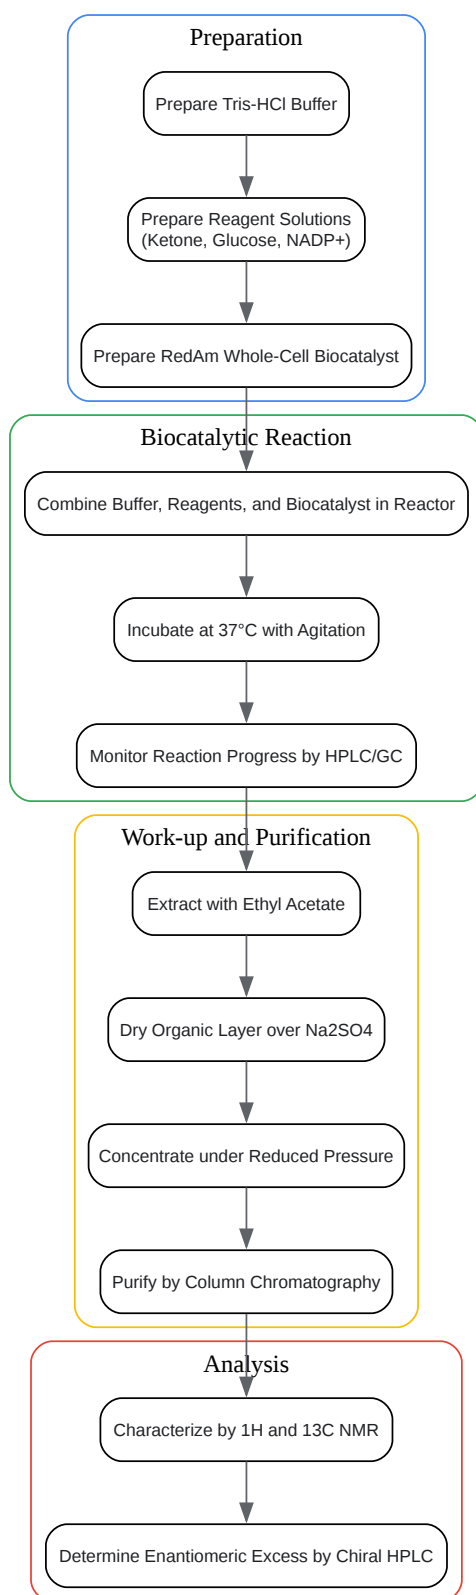 Preparation
Prepare Tris-HCl Buffer
Prepare Reagent Solutions
(Ketone, Glucose, NADP+)
Prepare RedAm Whole-Cell Biocatalyst
Biocatalytic Reaction
Combine Buffer, Reagents, and Biocatalyst in Reactor
Incubate at 37°C with Agitation
Monitor Reaction Progress by HPLC/GC
Work-up and Purification
Extract with Ethyl Acetate
Dry Organic Layer over Na2SO4
Concentrate under Reduced Pressure
Purify by Column Chromatography
Analysis
Characterize by 1H and 13C NMR
Determine Enantiomeric Excess by Chiral HPLC